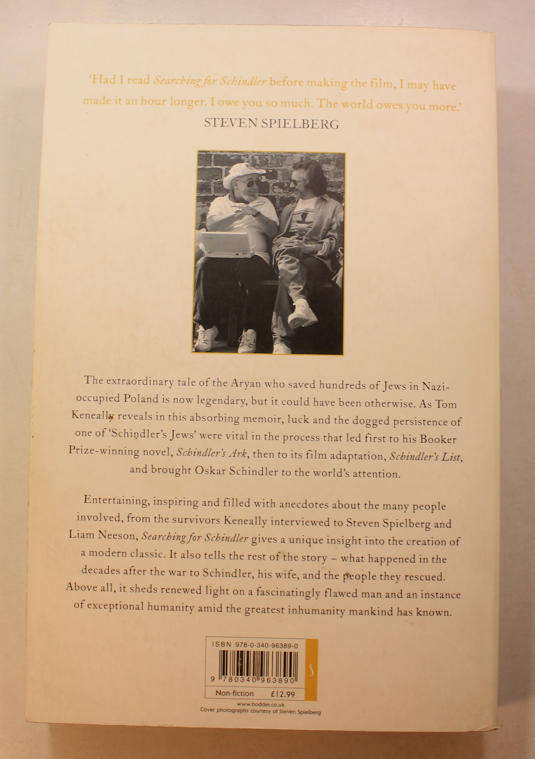 ‘Had I read Searching for Schindler before making the film, I may have
made it an hour longer. I owe you so much. The world owes you more.’
STEVEN SPIELBERG
The extraordinary tale of the Aryan who saved hundreds of Jews in Nazi-
occupied Poland is now legendary, but it could have been otherwise. As Tom
Keneally reveals in this absorbing memoir, luck and the dogged persistence of
one of ‘Schindler's Jews’ were vital in the process that led first to his Booker
Prize-winning novel, Schindler's Ark, then to its film adaptation, Schindler's List,
and brought Oskar Schindler to the world's attention.
Entertaining, inspiring and filled with anecdotes about the many people
involved, from the survivors Keneally interviewed to Steven Spielberg and
Liam Neeson, Searching for Schindler gives a unique insight into the creation of
a modern classic. It also tells the rest of the story – what happened in the
decades after the war to Schindler, his wife, and the people they rescued.
Above all, it sheds renewed light on a fascinatingly flawed man and an instance
of exceptional humanity amid the greatest inhumanity mankind has known.
ISBN 978-0-340-96389-0
9 780340 963890
Non-fiction £12.99
www.hodder.co.uk
Cover photographs courtesy of Steven Spielberg